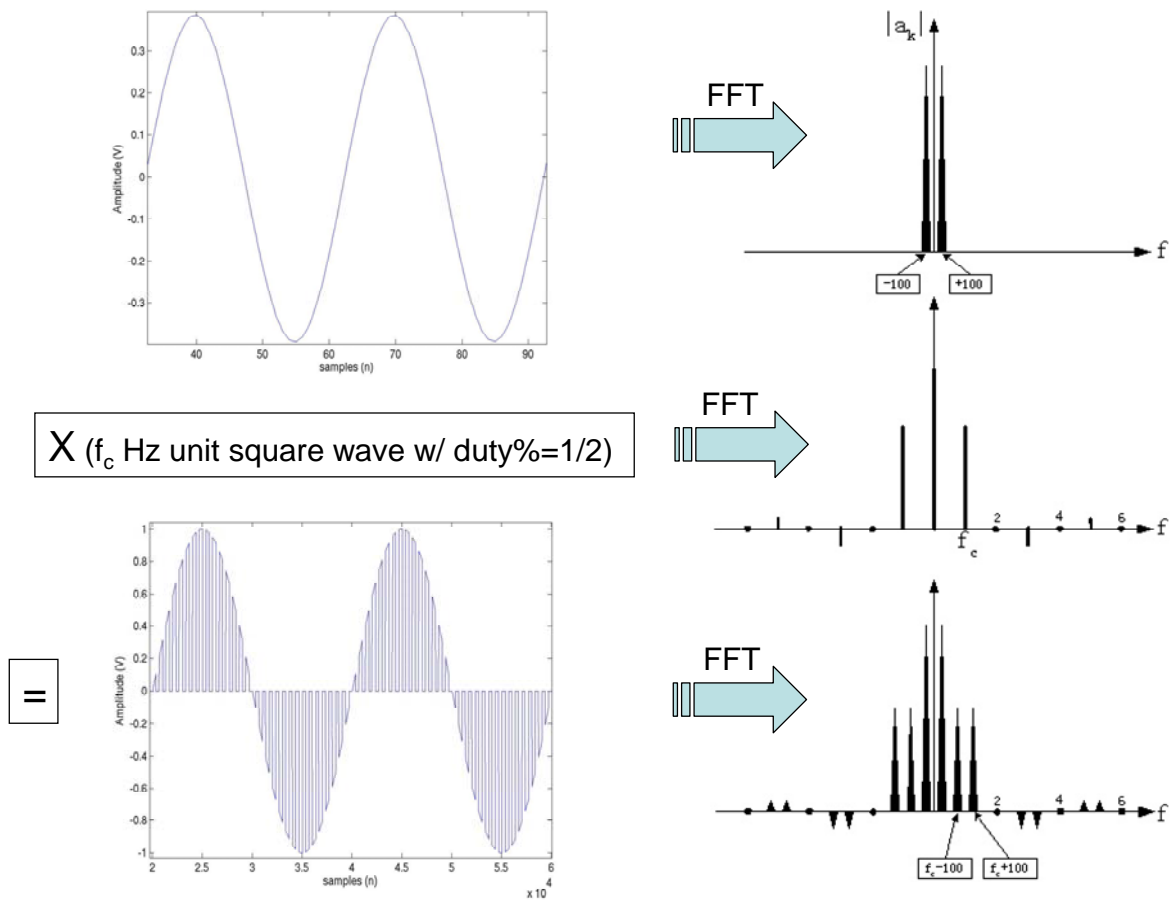 |a_k|
0.3
0.2
0.1
0
-0.1
-0.2
-0.3
Amplitude (V)
40 50 60 70 80 90
samples (n)
FFT
f
-100 +100
X (f_c Hz unit square wave w/ duty%=1/2)
FFT
2 4 6
f_c
f
=
1
0.8
0.6
0.4
0.2
0
-0.2
-0.4
-0.6
-0.8
-1
Amplitude (V)
2 2.5 3 3.5 4 4.5 5 5.5 6
samples (n)
x 10^4
FFT
2 4 6
f
f_c-100 f_c+100